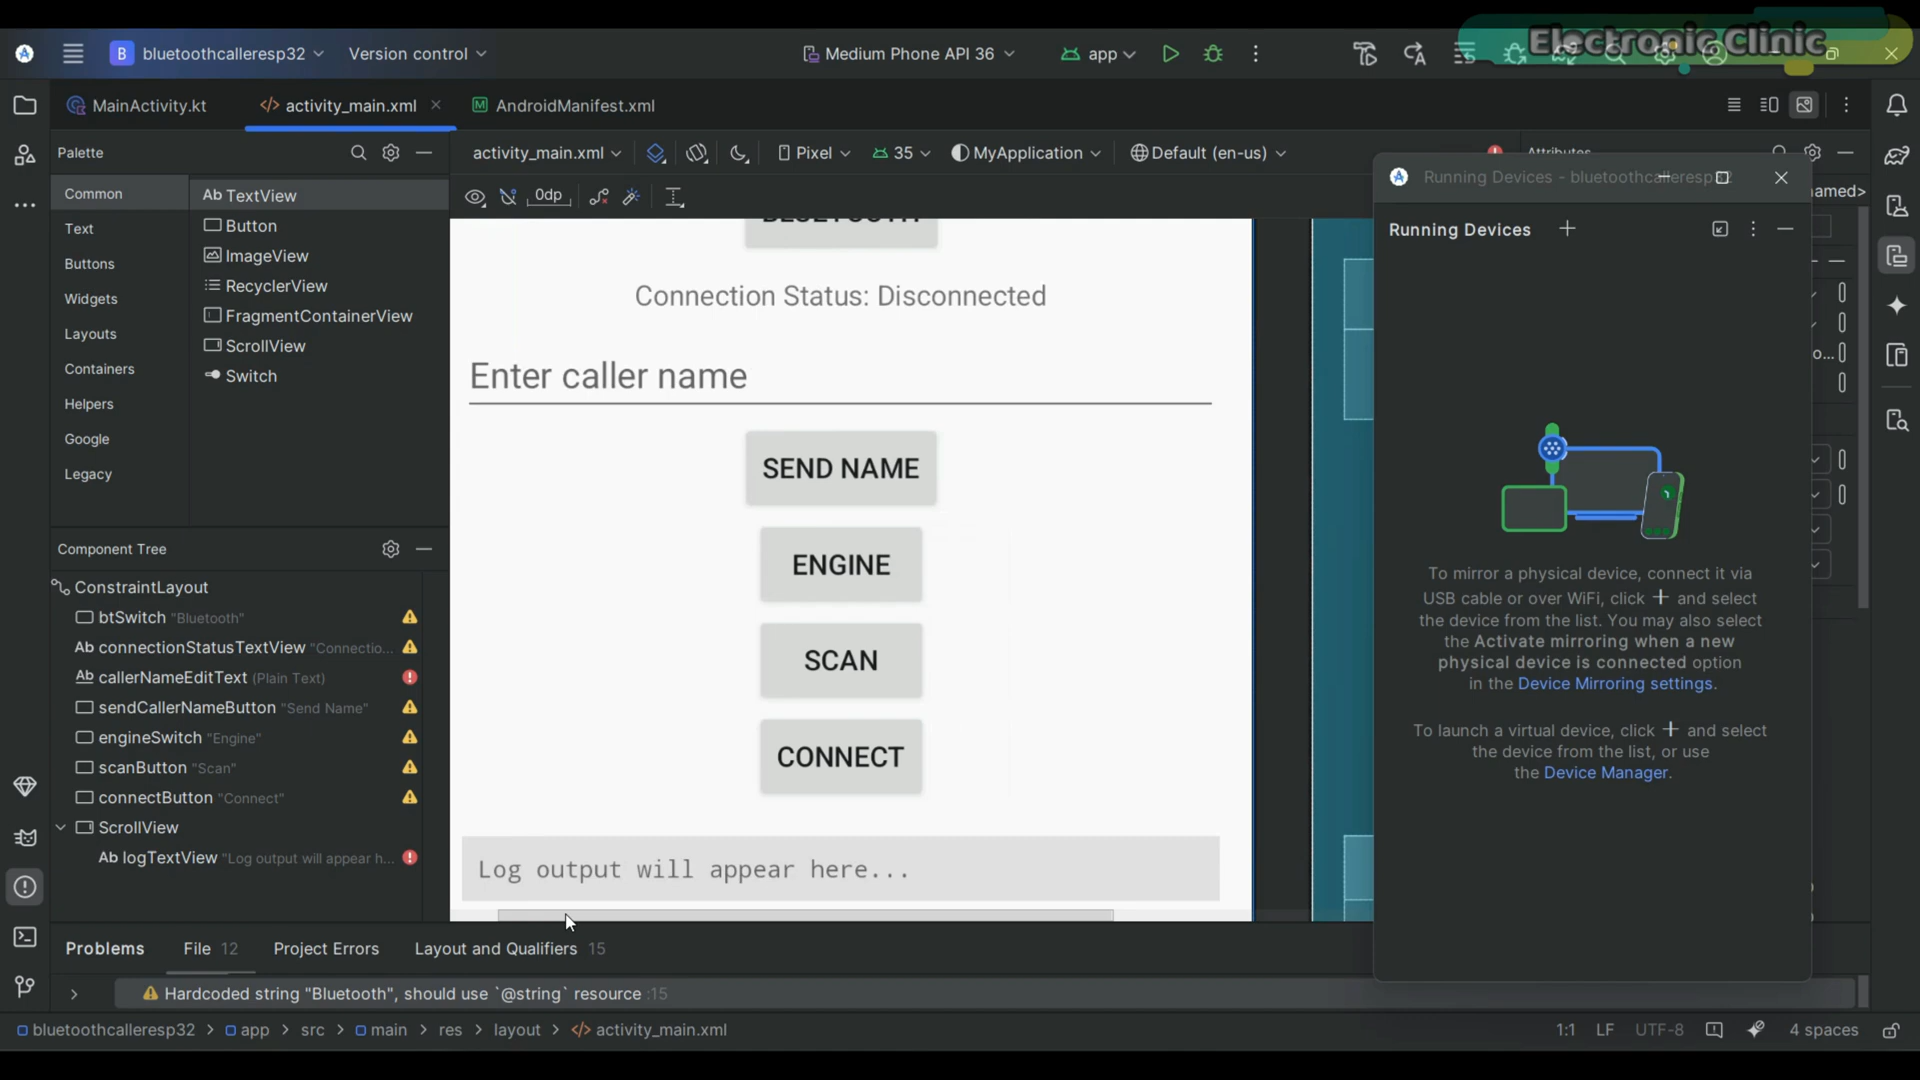 Electronic Clinic
B bluetoothcalleresp32 Version control Medium Phone API 36 app
MainActivity.kt activity_main.xml AndroidManifest.xml
Palette activity_main.xml Pixel 35 MyApplication Default (en-us) Attributes
Running Devices - bluetoothcalleresp32
Common
Text
Buttons
Widgets
Layouts
Containers
Helpers
Google
Legacy
Ab TextView
Button
ImageView
RecyclerView
FragmentContainerView
ScrollView
Switch
0dp
BLUETOOTH
Connection Status: Disconnected
Enter caller name
SEND NAME
ENGINE
SCAN
CONNECT
Log output will appear here...
Component Tree
ConstraintLayout
btSwitch "Bluetooth"
Ab connectionStatusTextView "Connectio...
Ab callerNameEditText (Plain Text)
sendCallerNameButton "Send Name"
engineSwitch "Engine"
scanButton "Scan"
connectButton "Connect"
ScrollView
Ab logTextView "Log output will appear h...
Running Devices
To mirror a physical device, connect it via
USB cable or over WiFi, click + and select
the device from the list. You may also select
the Activate mirroring when a new
physical device is connected option
in the Device Mirroring settings.
To launch a virtual device, click + and select
the device from the list, or use
the Device Manager.
named>
o...
Problems File 12 Project Errors Layout and Qualifiers 15
Hardcoded string "Bluetooth", should use `@string` resource :15
bluetoothcalleresp32 > app > src > main > res > layout > activity_main.xml
1:1 LF UTF-8 4 spaces